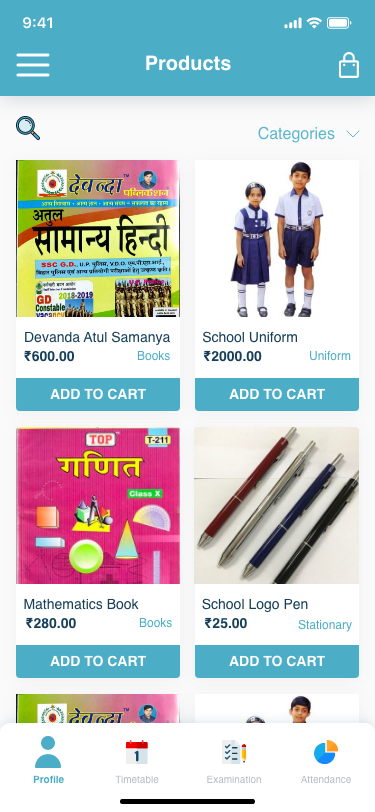 9:41
Products
Categories
देवन्दा
पब्लिकेशन
अतुल
सामान्य हिन्दी
SSC G.D., U.P. पुलिस, V.D.O.
GD
Constable
2018-2019
Devanda Atul Samanya
₹600.00
Books
ADD TO CART
School Uniform
₹2000.00
Uniform
ADD TO CART
TOP
T-211
गणित
Class X
Mathematics Book
₹280.00
Books
ADD TO CART
School Logo Pen
₹25.00
Stationary
ADD TO CART
देवन्दा
1
Profile
Timetable
Examination
Attendance